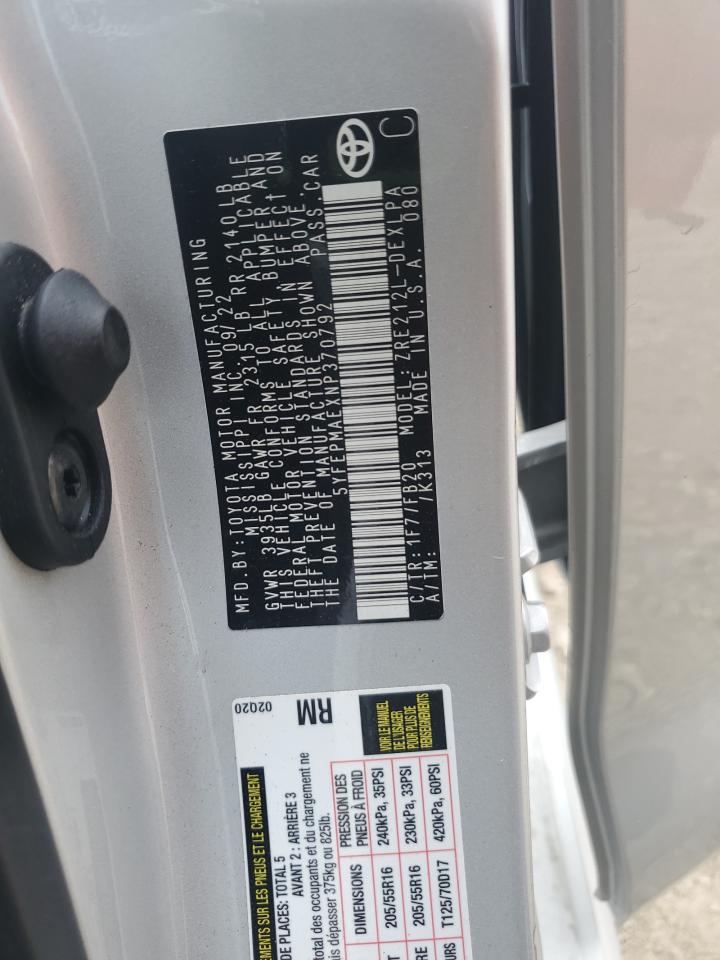 MFD.BY:TOYOTA MOTOR MANUFACTURING
MISSISSIPPI INC. 09/22
GVWR 3935LB GAWR FR 2315 LB RR 2140 LB
THIS VEHICLE CONFORMS TO ALL APPLICABLE
FEDERAL MOTOR VEHICLE SAFETY, BUMPER AND
THEFT PREVENTION STANDARDS IN EFFECT ON
THE DATE OF MANUFACTURE SHOWN ABOVE.
5YFEPMAEXNP370792 PASS.CAR
C/TR: 1F7/FB20 MODEL: ZRE212L-DEXLPA
A/TM: /K313 MADE IN U.S.A. 080
C
02Q20
RM
EMENTS SUR LES PNEUS ET LE CHARGEMENT
DE PLACES: TOTAL 5
AVANT 2 : ARRIÈRE 3
total des occupants et du chargement ne
is dépasser 375kg ou 825lb.
DIMENSIONS PRESSION DES PNEUS À FROID
T 205/55R16 240kPa, 35PSI
RE 205/55R16 230kPa, 33PSI
URS T125/70D17 420kPa, 60PSI
VOIR LE MANUEL
DE L'USAGER
POUR PLUS DE
RENSEIGNEMENTS